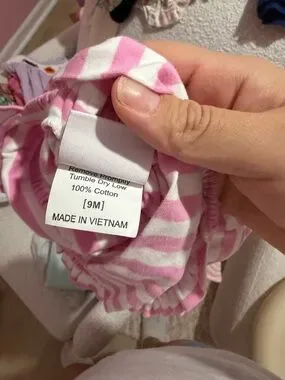 Remove Promptly
Tumble Dry Low
100% Cotton
[9M]
MADE IN VIETNAM